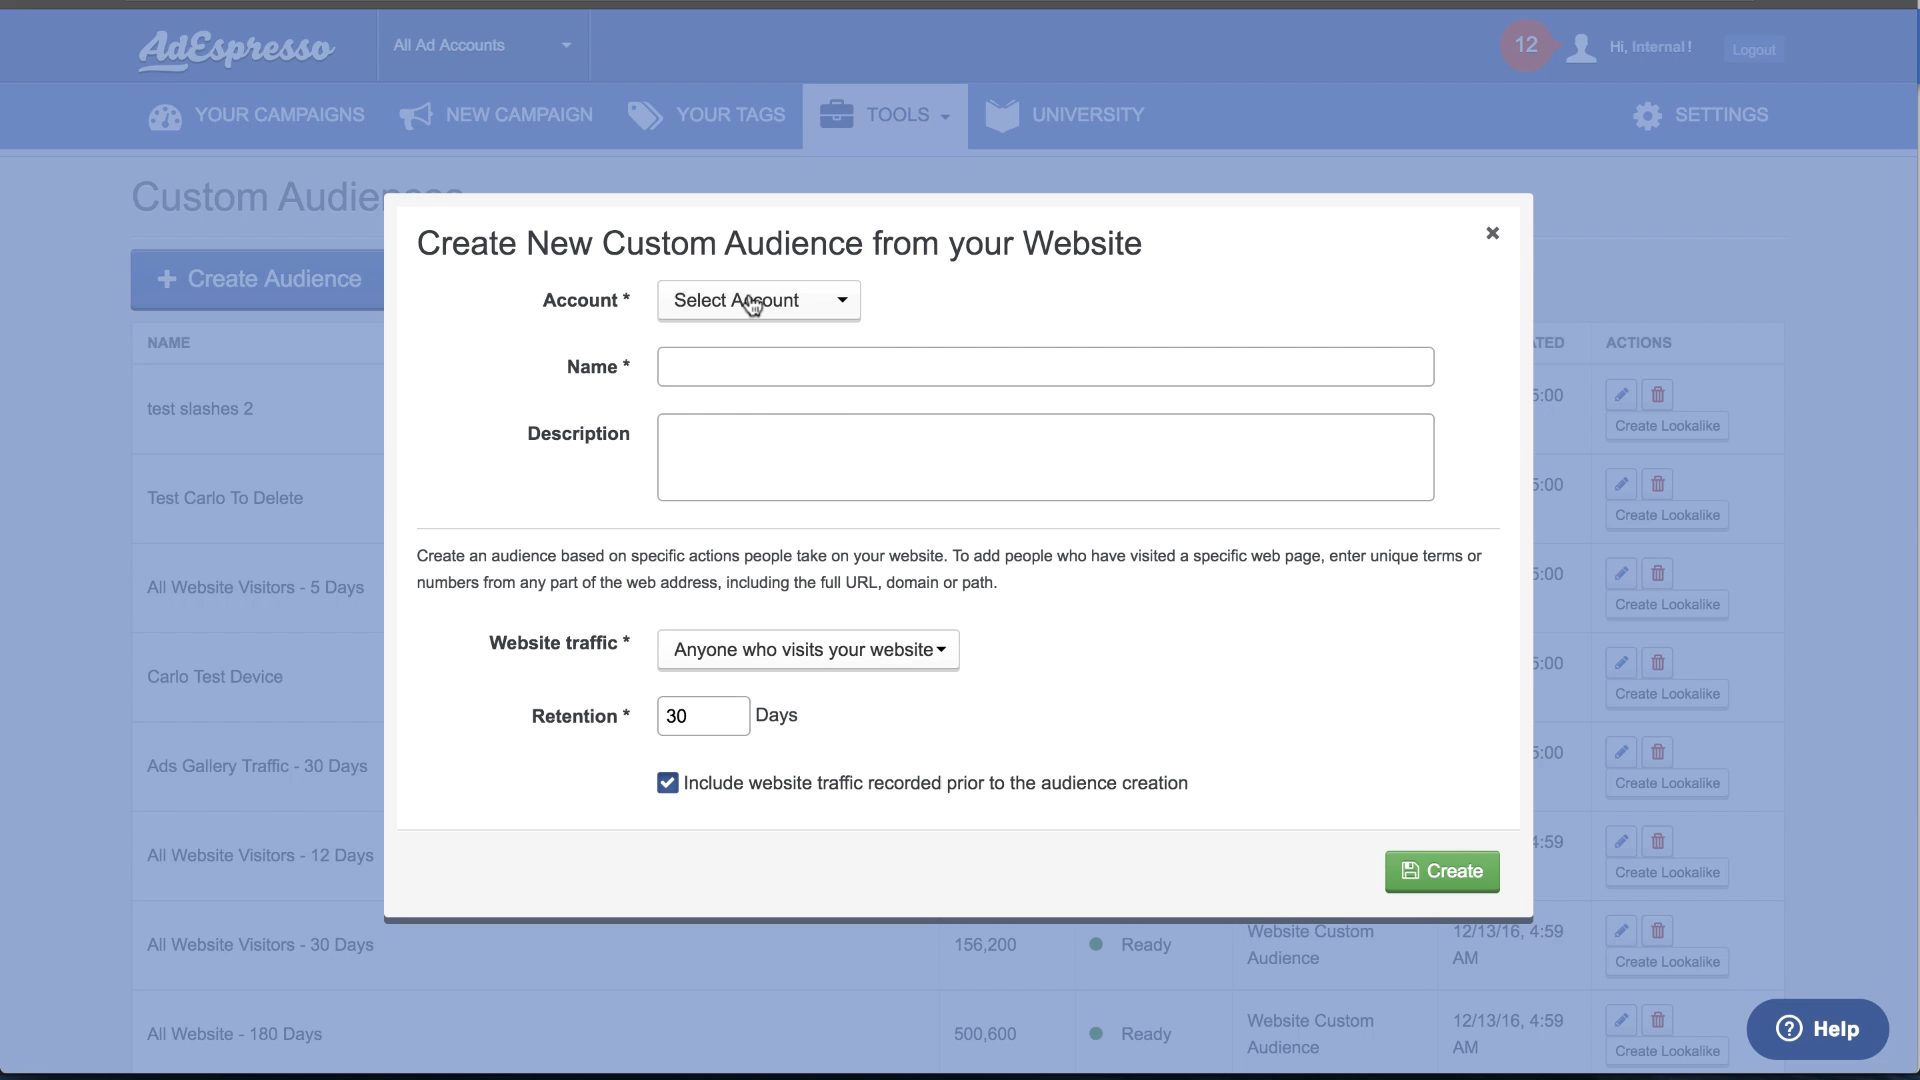 AdEspresso
All Ad Accounts
12
Hi, Internal !
Logout
YOUR CAMPAIGNS
NEW CAMPAIGN
YOUR TAGS
TOOLS
UNIVERSITY
SETTINGS
Create New Custom Audience from your Website
Account *
Select Account
Name *
Description
Create an audience based on specific actions people take on your website. To add people who have visited a specific web page, enter unique terms or
numbers from any part of the web address, including the full URL, domain or path.
Website traffic *
Anyone who visits your website
Retention *
30
Days
Include website traffic recorded prior to the audience creation
Create
Custom
+ Create Audience
NAME
ACTIONS
test slashes 2
Create Lookalike
Test Carlo To Delete
Create Lookalike
All Website Visitors - 5 Days
Create Lookalike
Carlo Test Device
Create Lookalike
Ads Gallery Traffic - 30 Days
Create Lookalike
All Website Visitors - 12 Days
Create Lookalike
All Website Visitors - 30 Days
156,200
Ready
Website Custom
Audience
12/13/16, 4:59
AM
Create Lookalike
All Website - 180 Days
500,600
Ready
Website Custom
Audience
12/13/16, 4:59
AM
Create Lookalike
Help